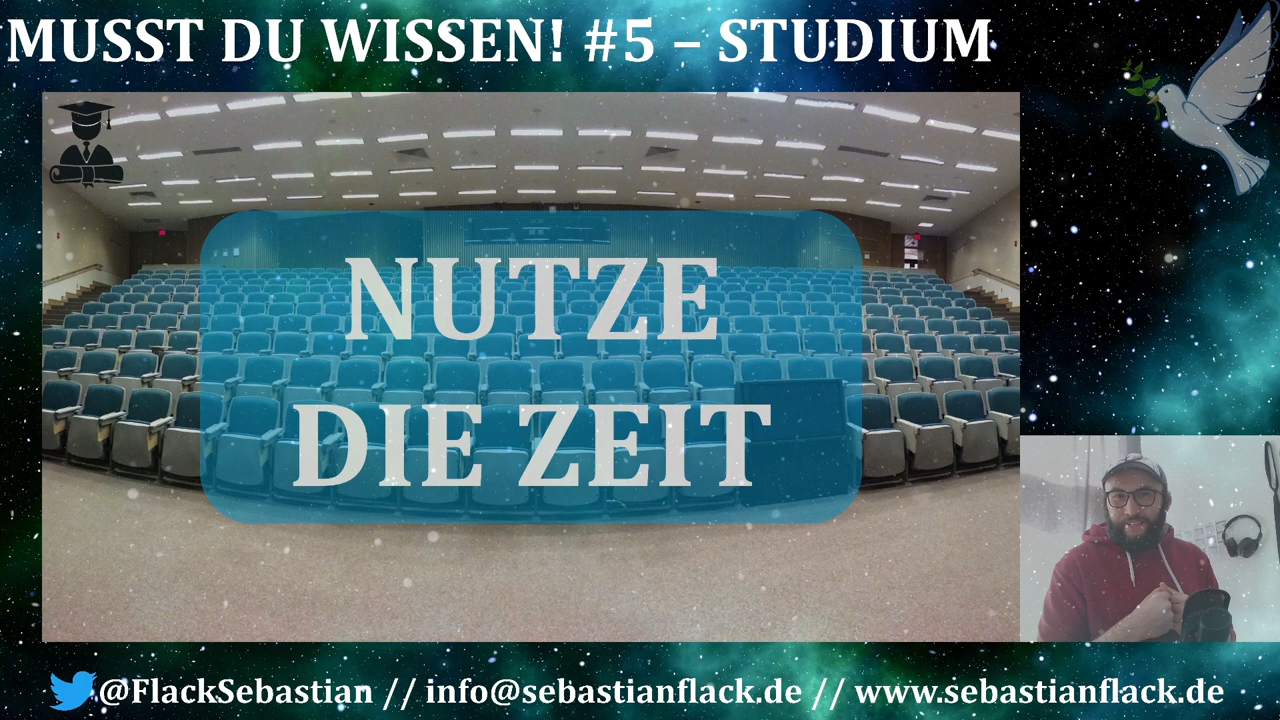 MUSST DU WISSEN! #5 – STUDIUM
NUTZE
DIE ZEIT
@FlackSebastian // info@sebastianflack.de // www.sebastianflack.de